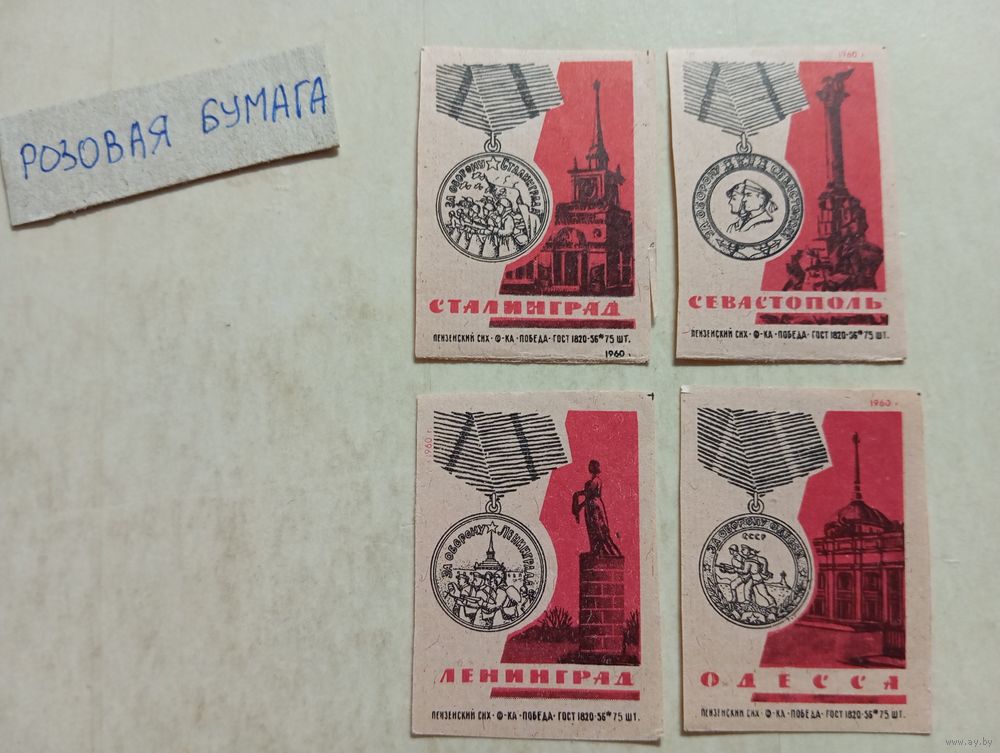 РОЗОВАЯ БУМАГА
ЗА ОБОРОНУ СТАЛИНГРАДА
СТАЛИНГРАД
ПЕНЗЕНСКИЙ СНХ · Ф-КА · ПОБЕДА · ГОСТ 1820-56 * 75 ШТ.
1960 г.
1960 г.
ЗА ОБОРОНУ СЕВАСТОПОЛЯ
СЕВАСТОПОЛЬ
ПЕНЗЕНСКИЙ СНХ · Ф-КА · ПОБЕДА · ГОСТ 1820-56 * 75 ШТ.
1960 г.
ЗА ОБОРОНУ ЛЕНИНГРАДА
ЛЕНИНГРАД
ПЕНЗЕНСКИЙ СНХ · Ф-КА · ПОБЕДА · ГОСТ 1820-56 * 75 ШТ.
1960 г.
ЗА ОБОРОНУ ОДЕССЫ
СССР
ОДЕССА
ПЕНЗЕНСКИЙ СНХ · Ф-КА · ПОБЕДА · ГОСТ 1820-56 * 75 ШТ.
www.ay.by